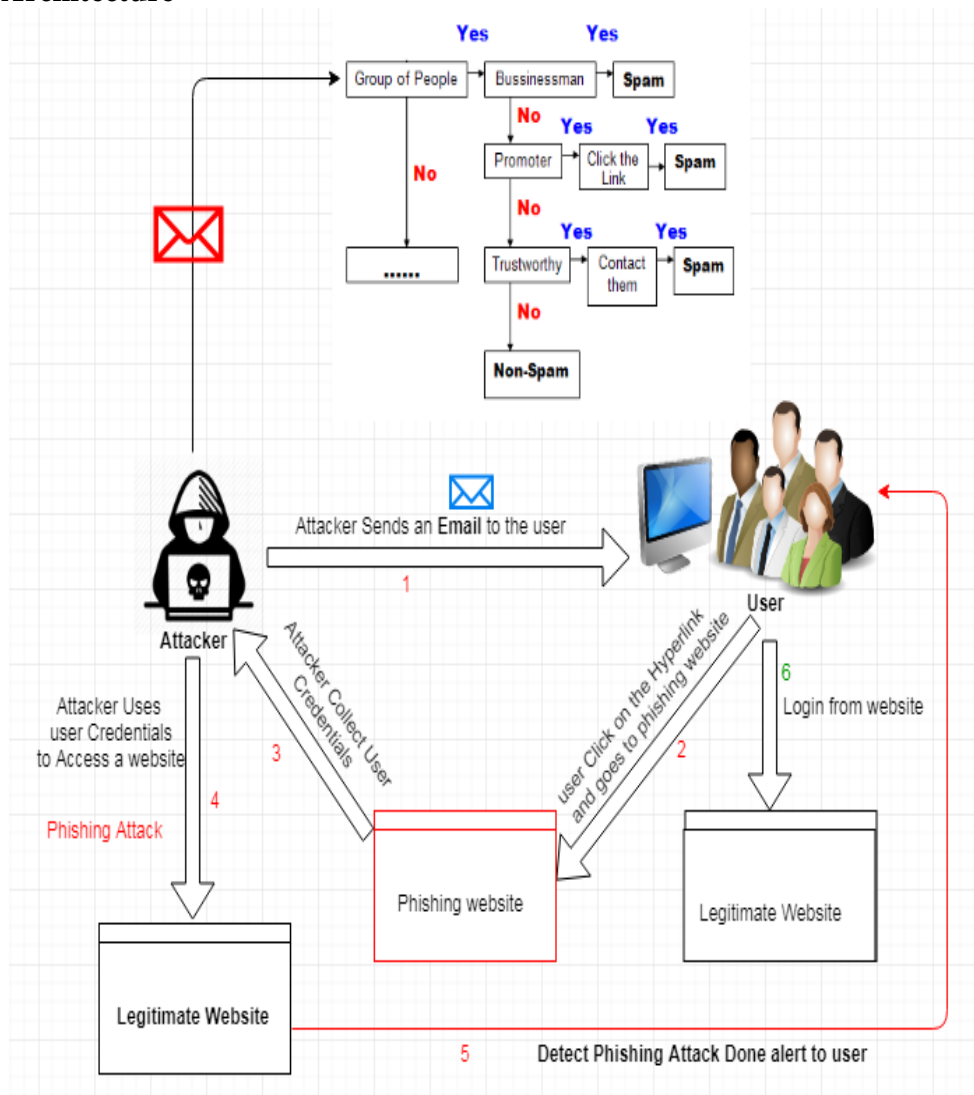 Yes Yes
Group of People Bussinessman Spam
No
Yes Yes
Promoter Click the
Link Spam
No
No
Yes Yes
......
Trustworthy Contact
them Spam
No
Non-Spam
Attacker Sends an Email to the user
1
User
Attacker
Attacker Collect User
Credentials
3
user Click on the Hyperlink
and goes to phishing website
2
6
Login from website
Attacker Uses
user Credentials
to Access a website
4
Phishing Attack
Phishing website
Legitimate Website
Legitimate Website
5 Detect Phishing Attack Done alert to user